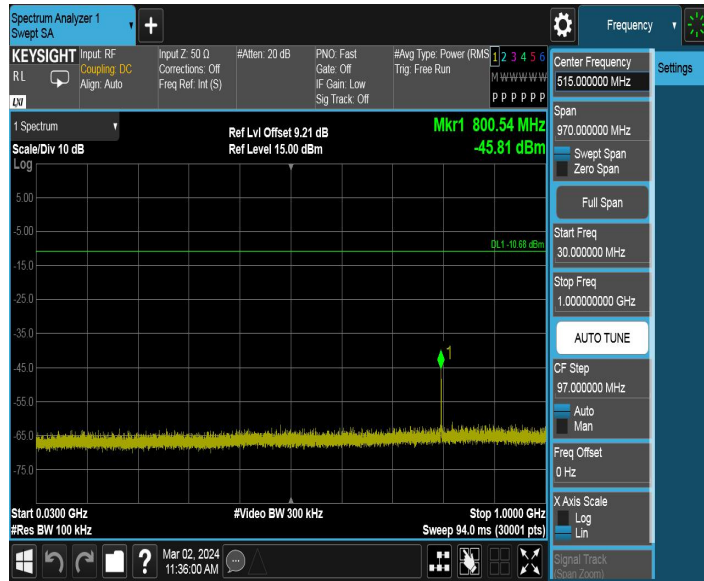 Spectrum Analyzer 1
Swept SA
+
Frequency
KEYSIGHT
RL
LXI
Input: RF
Coupling: DC
Align: Auto
Input Z: 50 Ω
Corrections: Off
Freq Ref: Int (S)
#Atten: 20 dB
PNO: Fast
Gate: Off
IF Gain: Low
Sig Track: Off
#Avg Type: Power (RMS
Trig: Free Run
1 2 3 4 5 6
M W W W W W
P P P P P P
1 Spectrum
Scale/Div 10 dB
Log
Ref Lvl Offset 9.21 dB
Ref Level 15.00 dBm
Mkr1 800.54 MHz
-45.81 dBm
5.00
-5.00
DL1 -10.68 dBm
-15.0
-25.0
-35.0
1
-45.0
-55.0
-65.0
-75.0
Start 0.0300 GHz
#Res BW 100 kHz
#Video BW 300 kHz
Stop 1.0000 GHz
Sweep 94.0 ms (30001 pts)
?
Mar 02, 2024
11:36:00 AM
Center Frequency
515.000000 MHz
Settings
Span
970.000000 MHz
Swept Span
Zero Span
Full Span
Start Freq
30.000000 MHz
Stop Freq
1.000000000 GHz
AUTO TUNE
CF Step
97.000000 MHz
Auto
Man
Freq Offset
0 Hz
X Axis Scale
Log
Lin
Signal Track
(Span Zoom)